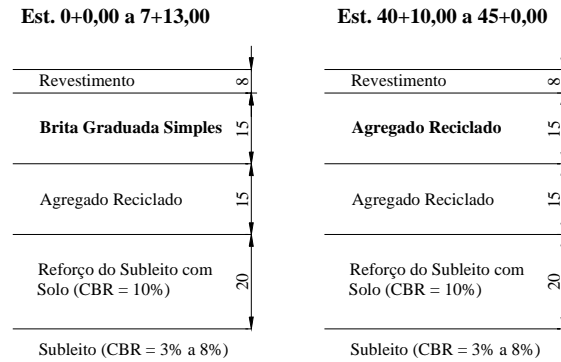 Est. 0+0,00 a 7+13,00
Revestimento
8
Brita Graduada Simples
15
Agregado Reciclado
15
Reforço do Subleito com
Solo (CBR = 10%)
20
Subleito (CBR = 3% a 8%)
Est. 40+10,00 a 45+0,00
Revestimento
8
Agregado Reciclado
15
Agregado Reciclado
15
Reforço do Subleito com
Solo (CBR = 10%)
20
Subleito (CBR = 3% a 8%)